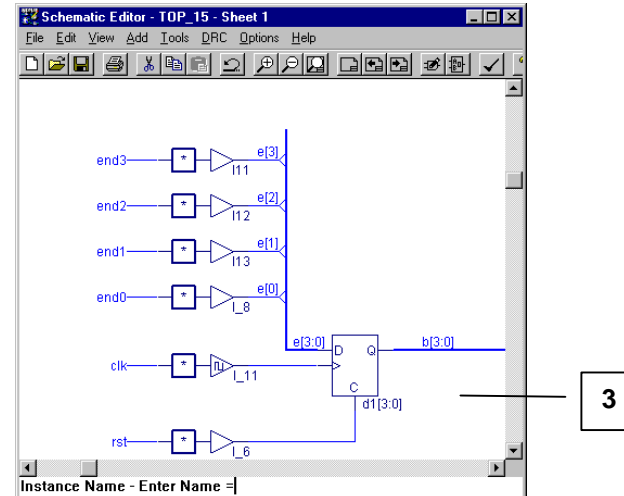 Schematic Editor - TOP_15 - Sheet 1
File Edit View Add Tools DRC Options Help
end3 * I11 e[3]
end2 * I12 e[2]
end1 * I13 e[1]
end0 * I_8 e[0]
e[3:0] D Q b[3:0]
clk * I_11
C
d1[3:0]
3
rst * I_6
Instance Name - Enter Name =